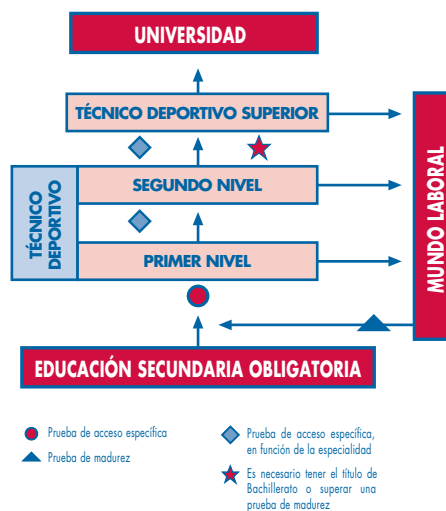 UNIVERSIDAD
TÉCNICO DEPORTIVO SUPERIOR
TÉCNICO
DEPORTIVO
SEGUNDO NIVEL
PRIMER NIVEL
MUNDO LABORAL
EDUCACIÓN SECUNDARIA OBLIGATORIA
Prueba de acceso específica
Prueba de madurez
Prueba de acceso específica,
en función de la especialidad
Es necesario tener el título de
Bachillerato o superar una
prueba de madurez